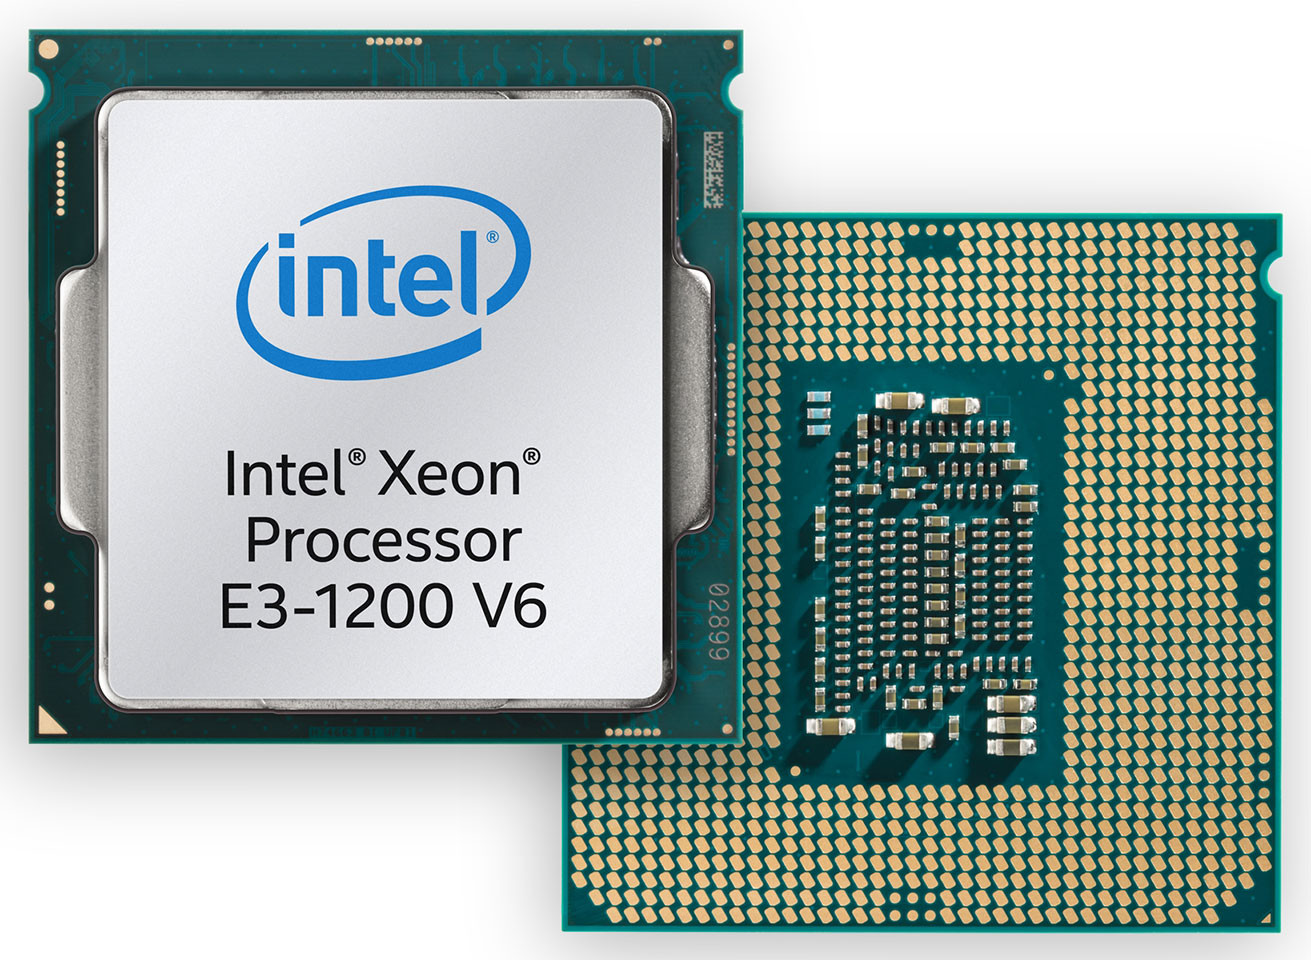 intel®
Intel® Xeon®
Processor
E3-1200 V6
02899